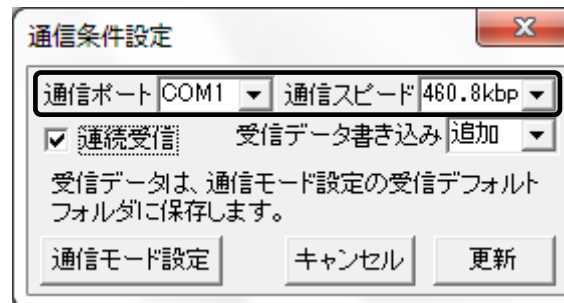 通信条件設定
通信ポート COM1 通信スピード 460.8kbp
連続受信 受信データ書き込み 追加
受信データは、通信モード設定の受信デフォルト
フォルダに保存します。
通信モード設定 キャンセル 更新